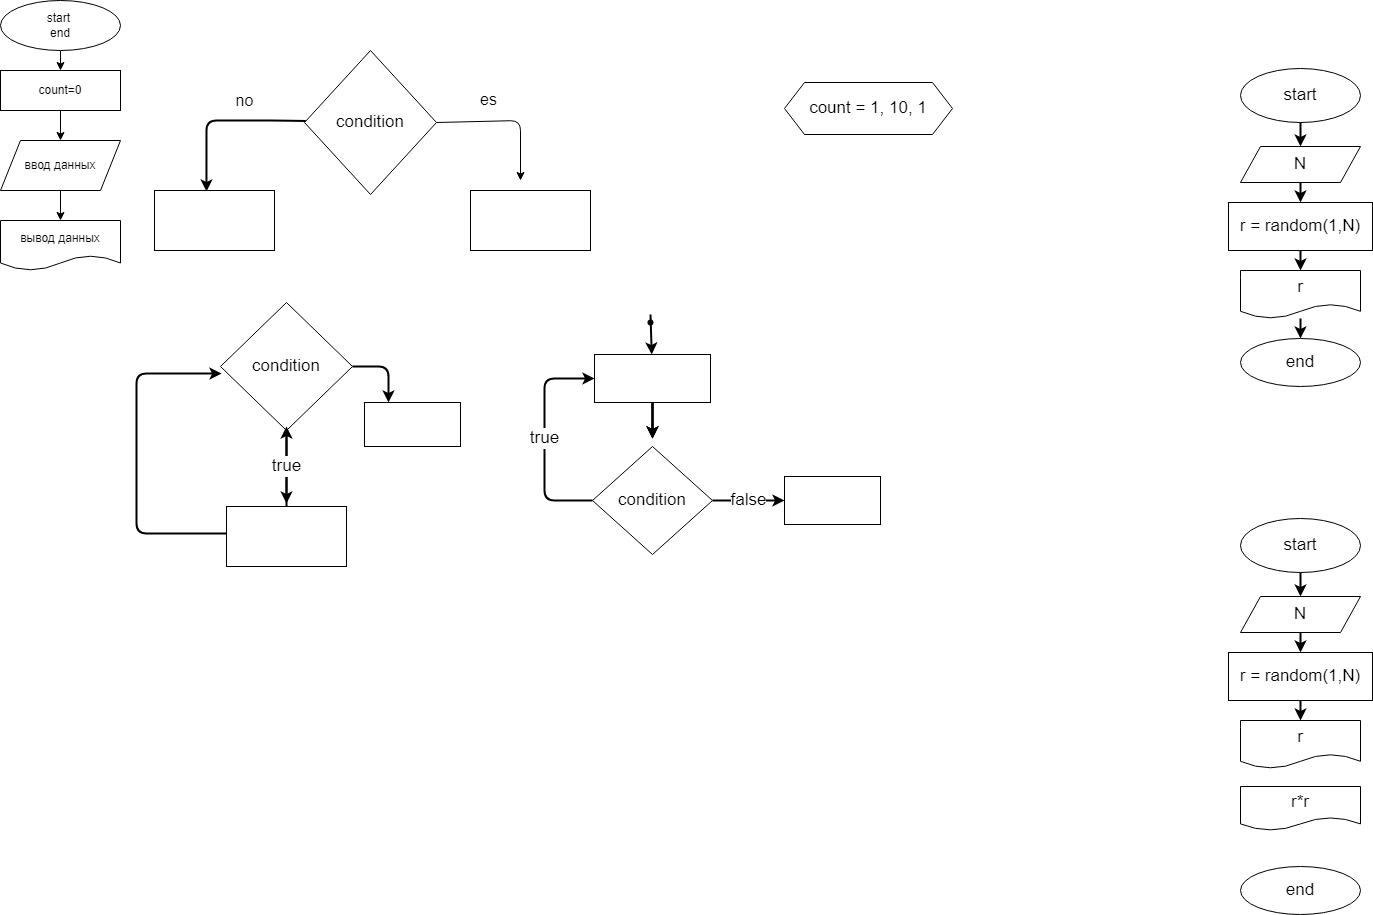 start
end
count=0
ввод данных
вывод данных
no
es
condition
count = 1, 10, 1
condition
true
true
condition
false
start
N
r = random(1,N)
r
end
start
N
r = random(1,N)
r
r*r
end